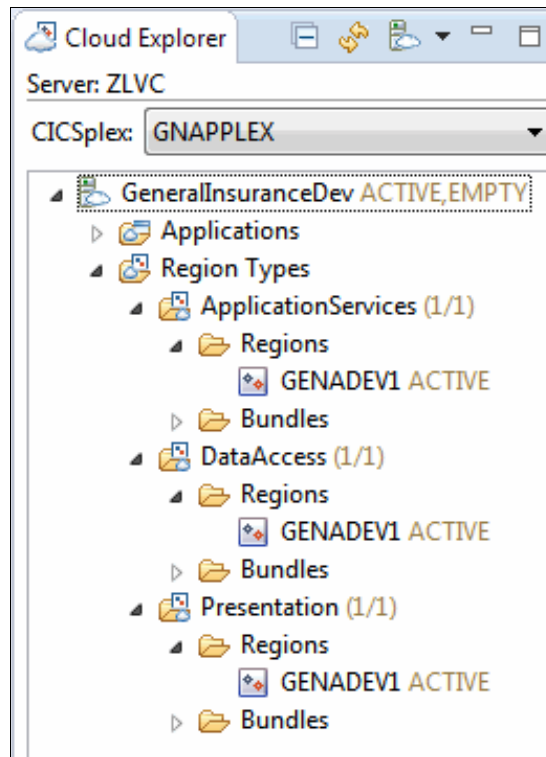 Cloud Explorer
Server: ZLVC
CICSplex: GNAPPLEX
GeneralInsuranceDev ACTIVE,EMPTY
Applications
Region Types
ApplicationServices (1/1)
Regions
GENADEV1 ACTIVE
Bundles
DataAccess (1/1)
Regions
GENADEV1 ACTIVE
Bundles
Presentation (1/1)
Regions
GENADEV1 ACTIVE
Bundles